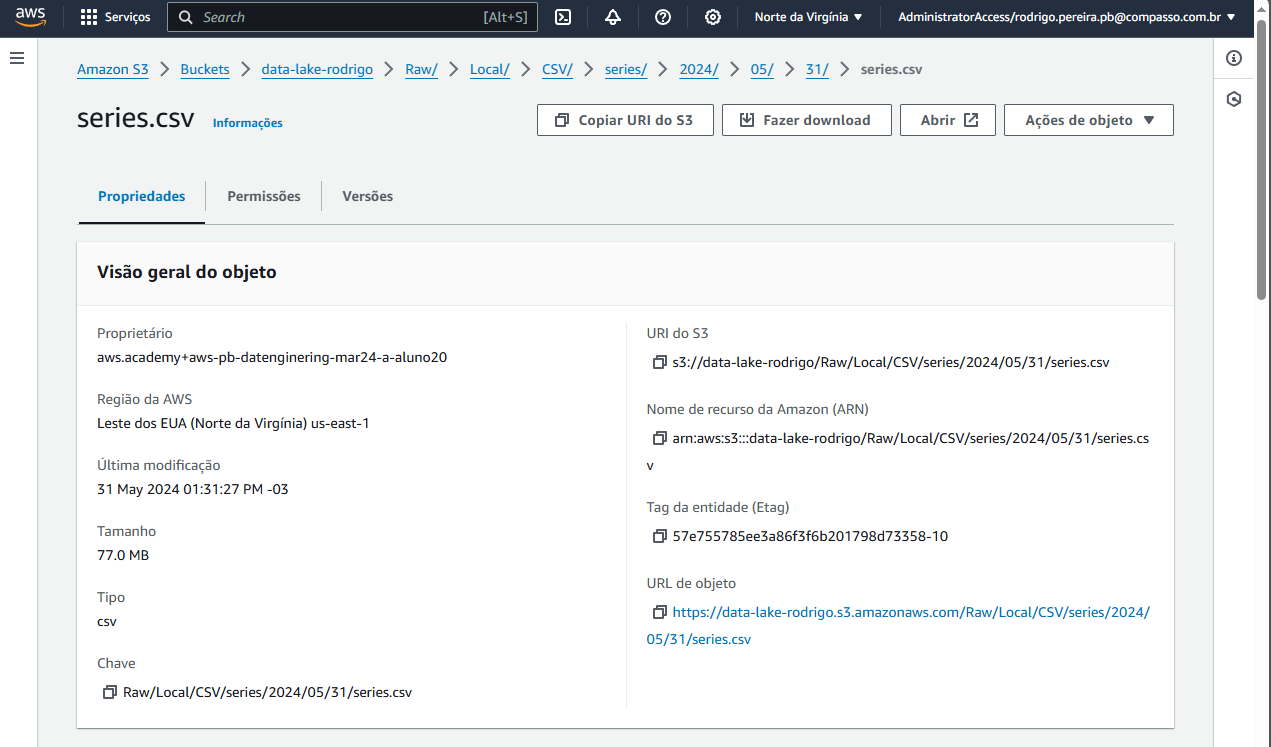 aws
Serviços
Search [Alt+S]
Norte da Virgínia ▼
AdministratorAccess/rodrigo.pereira.pb@compasso.com.br ▼
Amazon S3 > Buckets > data-lake-rodrigo > Raw/ > Local/ > CSV/ > series/ > 2024/ > 05/ > 31/ > series.csv
series.csv Informações
Copiar URI do S3
Fazer download
Abrir
Ações de objeto ▼
Propriedades
Permissões
Versões
Visão geral do objeto
Proprietário
aws.academy+aws-pb-datenginering-mar24-a-aluno20
Região da AWS
Leste dos EUA (Norte da Virgínia) us-east-1
Última modificação
31 May 2024 01:31:27 PM -03
Tamanho
77.0 MB
Tipo
csv
Chave
Raw/Local/CSV/series/2024/05/31/series.csv
URI do S3
s3://data-lake-rodrigo/Raw/Local/CSV/series/2024/05/31/series.csv
Nome de recurso da Amazon (ARN)
arn:aws:s3:::data-lake-rodrigo/Raw/Local/CSV/series/2024/05/31/series.cs
v
Tag da entidade (Etag)
57e755785ee3a86f3f6b201798d73358-10
URL de objeto
https://data-lake-rodrigo.s3.amazonaws.com/Raw/Local/CSV/series/2024/
05/31/series.csv